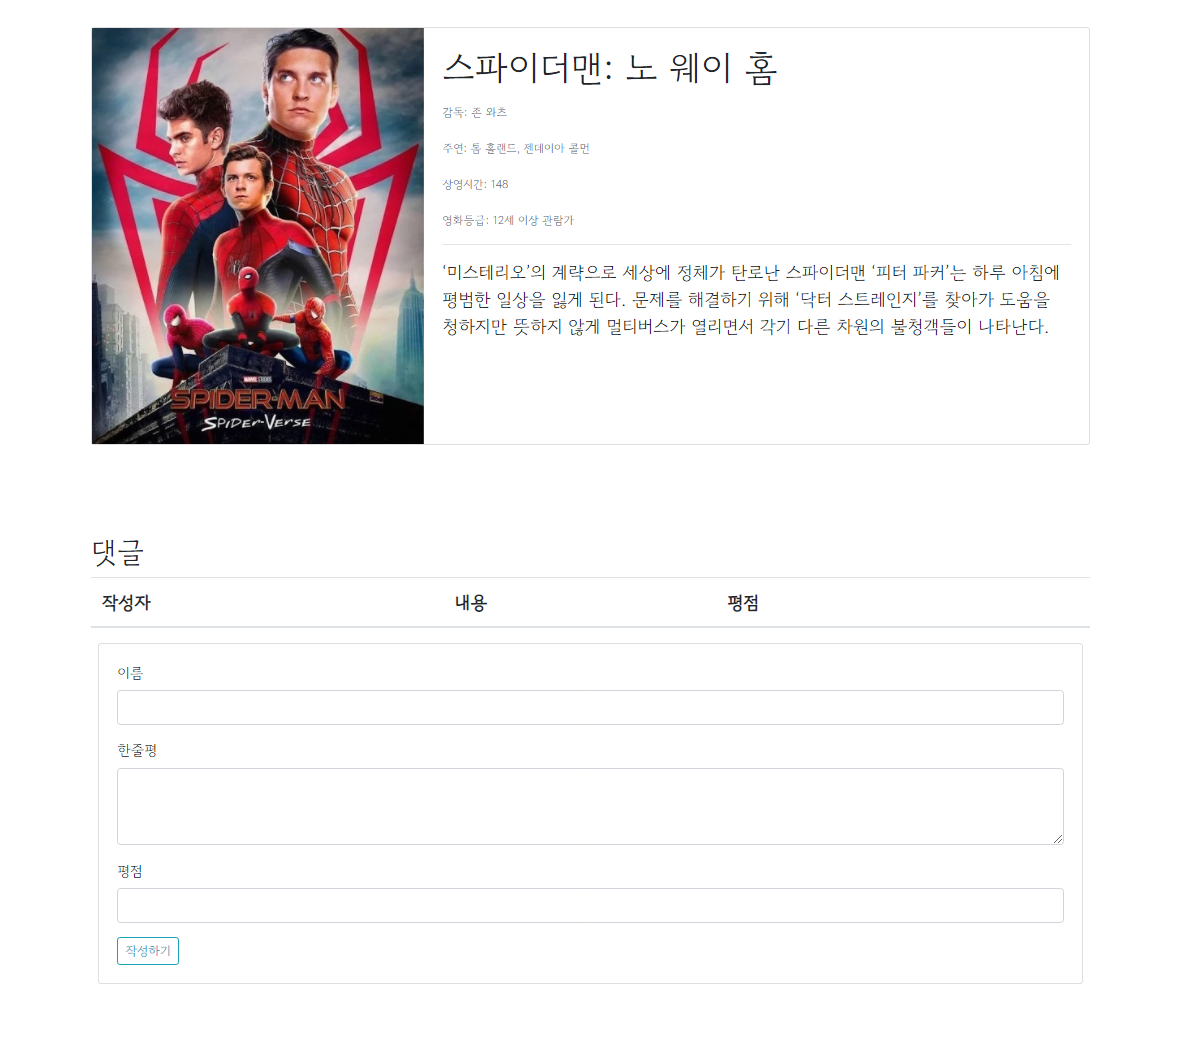 스파이더맨: 노 웨이 홈
감독: 존 와츠
주연: 톰 홀랜드, 젠데이아 콜먼
상영시간: 148
영화등급: 12세 이상 관람가
‘미스테리오’의 계략으로 세상에 정체가 탄로난 스파이더맨 ‘피터 파커’는 하루 아침에
평범한 일상을 잃게 된다. 문제를 해결하기 위해 ‘닥터 스트레인지’를 찾아가 도움을
청하지만 뜻하지 않게 멀티버스가 열리면서 각기 다른 차원의 불청객들이 나타난다.
MARVEL STUDIOS
SPIDER-MAN
SPIDER-VERSE
댓글
작성자 내용 평점
이름
한줄평
평점
작성하기